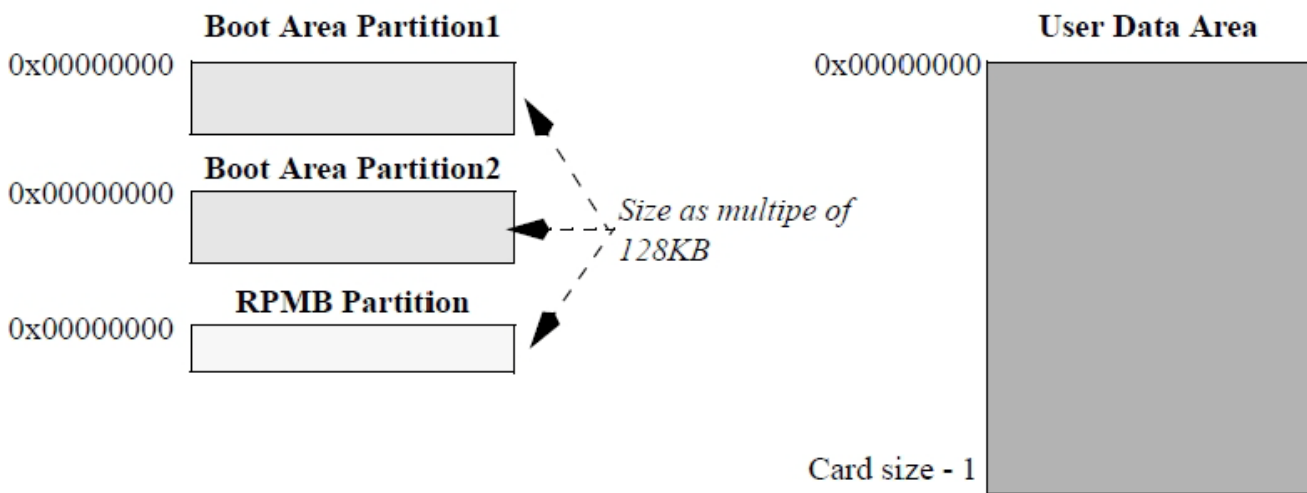 Boot Area Partition1
0x00000000
Boot Area Partition2
0x00000000
Size as multipe of
128KB
RPMB Partition
0x00000000
User Data Area
0x00000000
Card size - 1